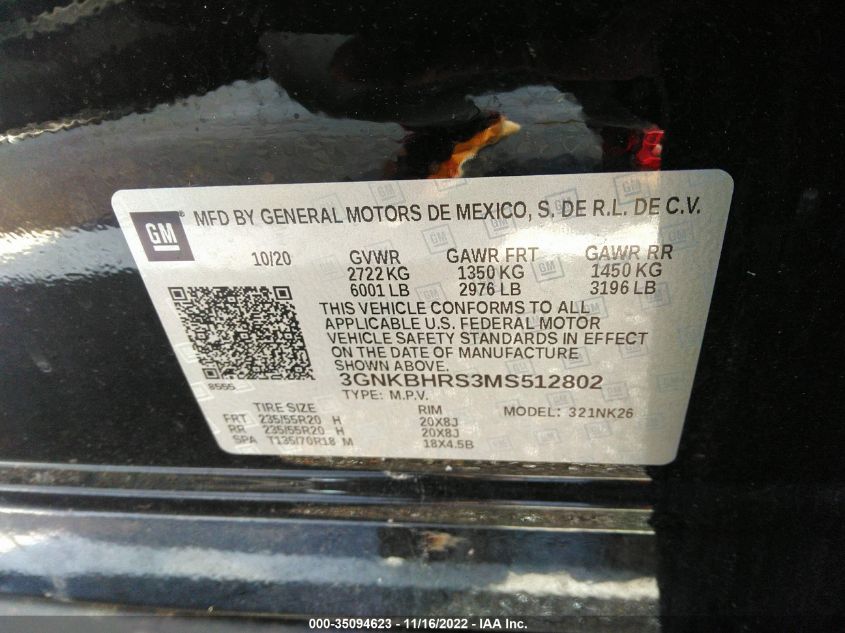 GM ® MFD BY GENERAL MOTORS DE MEXICO, S. DE R.L. DE C.V.
10/20 GVWR GAWR FRT GAWR RR
2722 KG 1350 KG 1450 KG
6001 LB 2976 LB 3196 LB
THIS VEHICLE CONFORMS TO ALL
APPLICABLE U.S. FEDERAL MOTOR
VEHICLE SAFETY STANDARDS IN EFFECT
ON THE DATE OF MANUFACTURE
SHOWN ABOVE.
8555
3GNKBHRS3MS512802
TYPE: M.P.V. MODEL: 321NK26
TIRE SIZE RIM
FRT 235/55R20 H 20X8J
RR 235/55R20 H 20X8J
SPA T135/70R18 M 18X4.5B
000-35094623 - 11/16/2022 - IAA Inc.